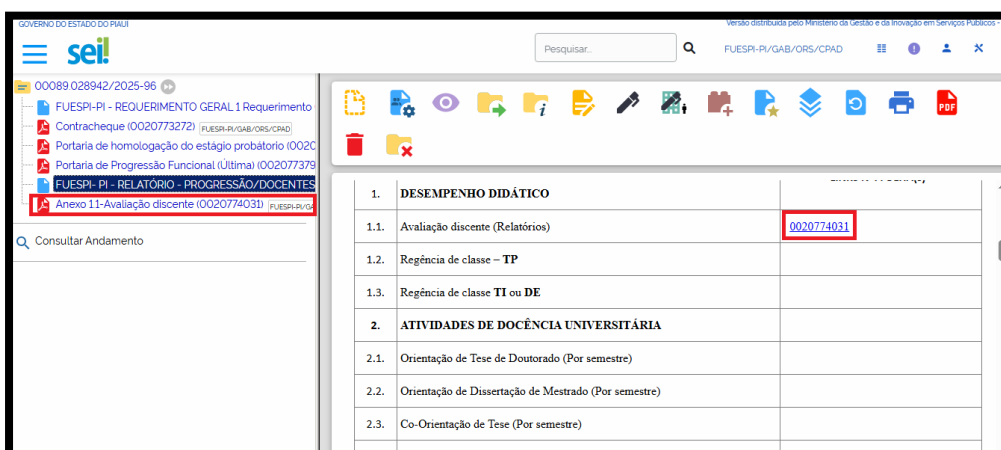 GOVERNO DO ESTADO DO PIAUÍ
Versão distribuída pelo Ministério da Gestão e da Inovação em Serviços Públicos -
sei!
Pesquisar...
FUESPI-PI/GAB/ORS/CPAD
00089.028942/2025-96
FUESPI-PI - REQUERIMENTO GERAL 1 Requerimento
Contracheque (0020773272) FUESPI-PI/GAB/ORS/CPAD
Portaria de homologação do estágio probatório (0020
Portaria de Progressão Funcional (Última) (002077379
FUESPI- PI - RELATÓRIO - PROGRESSÃO/DOCENTES
Anexo 1.1-Avaliação discente (0020774031) FUESPI-PI/GA
Consultar Andamento
PDF
1. DESEMPENHO DIDÁTICO
1.1. Avaliação discente (Relatórios) 0020774031
1.2. Regência de classe – TP
1.3. Regência de classe TI ou DE
2. ATIVIDADES DE DOCÊNCIA UNIVERSITÁRIA
2.1. Orientação de Tese de Doutorado (Por semestre)
2.2. Orientação de Dissertação de Mestrado (Por semestre)
2.3. Co-Orientação de Tese (Por semestre)